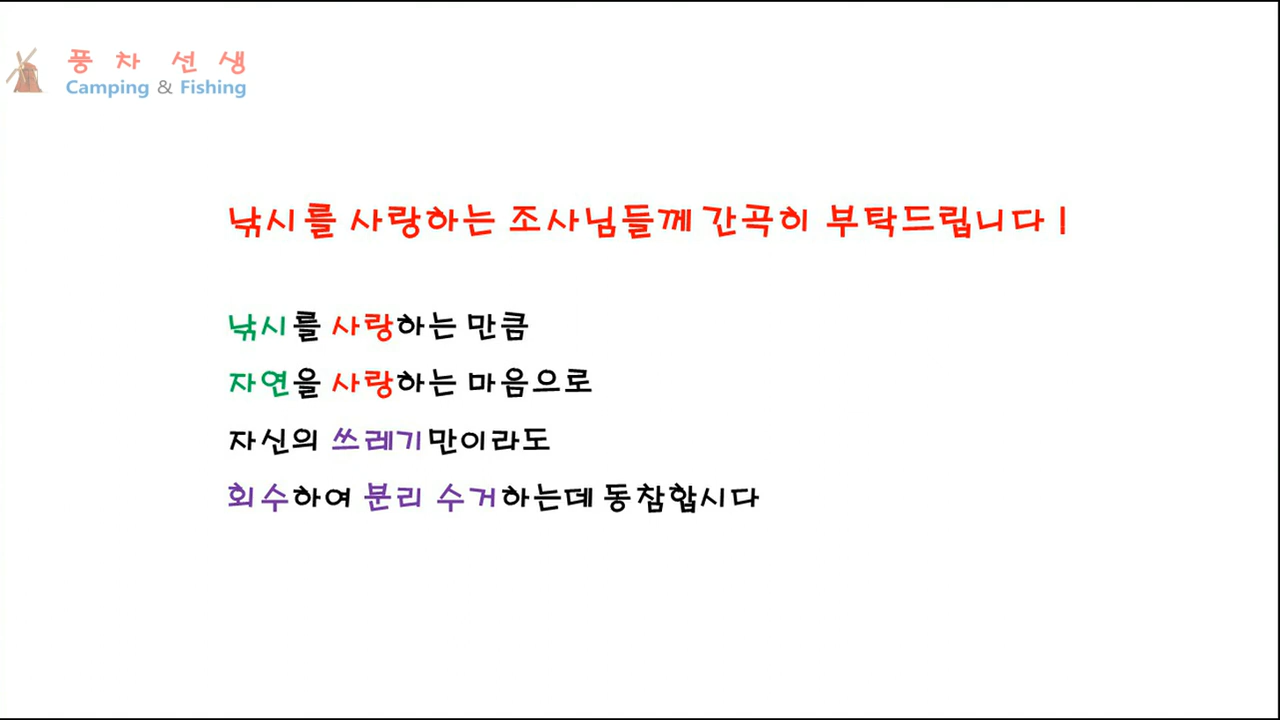 풍차 선생
Camping & Fishing
낚시를 사랑하는 조사님들께 간곡히 부탁드립니다!
낚시를 사랑하는 만큼
자연을 사랑하는 마음으로
자신의 쓰레기만이라도
회수하여 분리 수거하는데 동참합시다